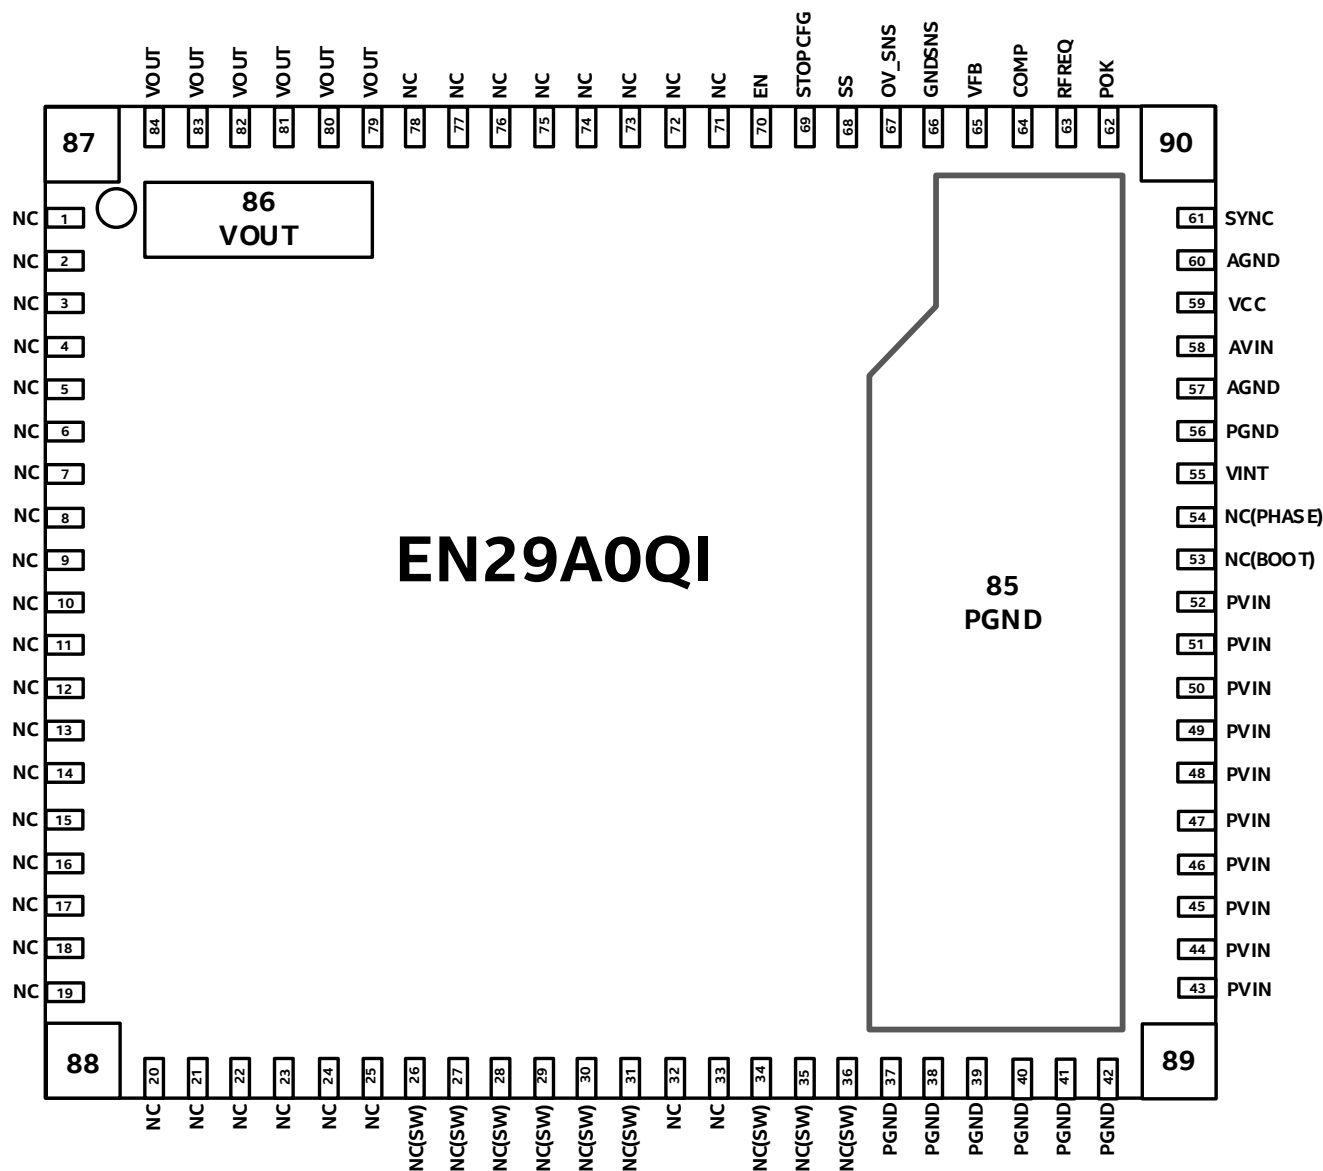 VOUT VOUT VOUT VOUT VOUT VOUT NC NC NC NC NC NC NC NC EN STOPCFG SS OV_SNS GNDSNS VFB COMP RFREQ POK
84 83 82 81 80 79 78 77 76 75 74 73 72 71 70 69 68 67 66 65 64 63 62
87
90
86
VOUT
NC 1
61 SYNC
NC 2
60 AGND
NC 3
59 VCC
NC 4
58 AVIN
NC 5
57 AGND
NC 6
56 PGND
NC 7
55 VINT
NC 8
54 NC(PHASE)
NC 9
53 NC(BOOT)
EN29A0QI
85
PGND
NC 10
52 PVIN
NC 11
51 PVIN
NC 12
50 PVIN
NC 13
49 PVIN
NC 14
48 PVIN
NC 15
47 PVIN
NC 16
46 PVIN
NC 17
45 PVIN
NC 18
44 PVIN
NC 19
43 PVIN
88
89
20 21 22 23 24 25 26 27 28 29 30 31 32 33 34 35 36 37 38 39 40 41 42
NC NC NC NC NC NC NC(SW) NC(SW) NC(SW) NC(SW) NC(SW) NC(SW) NC NC NC(SW) NC(SW) NC(SW) PGND PGND PGND PGND PGND PGND